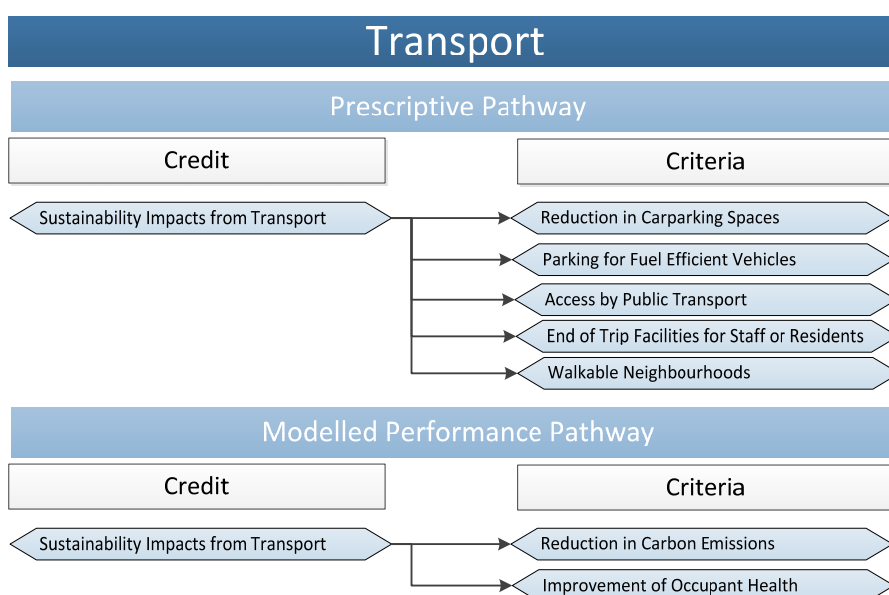 Transport
Prescriptive Pathway
Credit
Criteria
Sustainability Impacts from Transport
Reduction in Carparking Spaces
Parking for Fuel Efficient Vehicles
Access by Public Transport
End of Trip Facilities for Staff or Residents
Walkable Neighbourhoods
Modelled Performance Pathway
Credit
Criteria
Sustainability Impacts from Transport
Reduction in Carbon Emissions
Improvement of Occupant Health